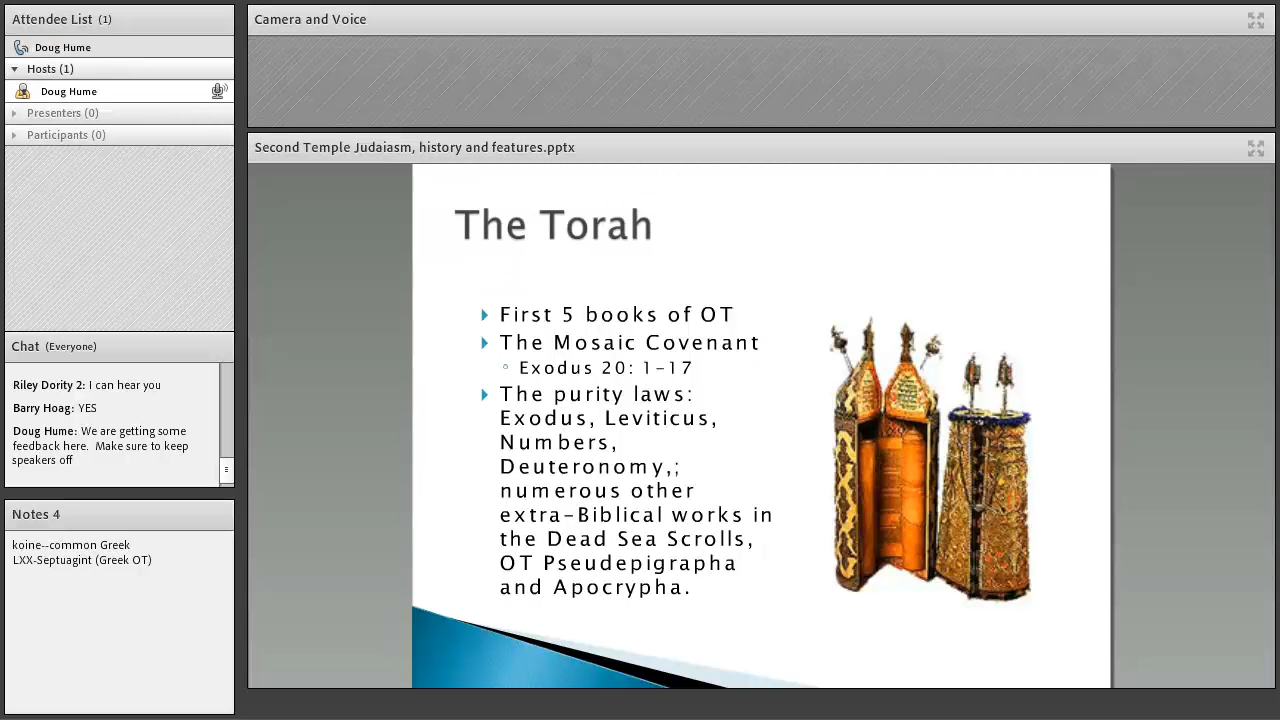 Attendee List (1)
Doug Hume
Hosts (1)
Doug Hume
Presenters (0)
Participants (0)
Chat (Everyone)
Riley Dority 2: I can hear you
Barry Hoag: YES
Doug Hume: We are getting some
feedback here. Make sure to keep
speakers off
Notes 4
koine--common Greek
LXX-Septuagint (Greek OT)
Camera and Voice
Second Temple Judaism, history and features.pptx
The Torah
First 5 books of OT
The Mosaic Covenant
Exodus 20: 1-17
The purity laws:
Exodus, Leviticus,
Numbers,
Deuteronomy,;
numerous other
extra-Biblical works in
the Dead Sea Scrolls,
OT Pseudepigrapha
and Apocrypha.